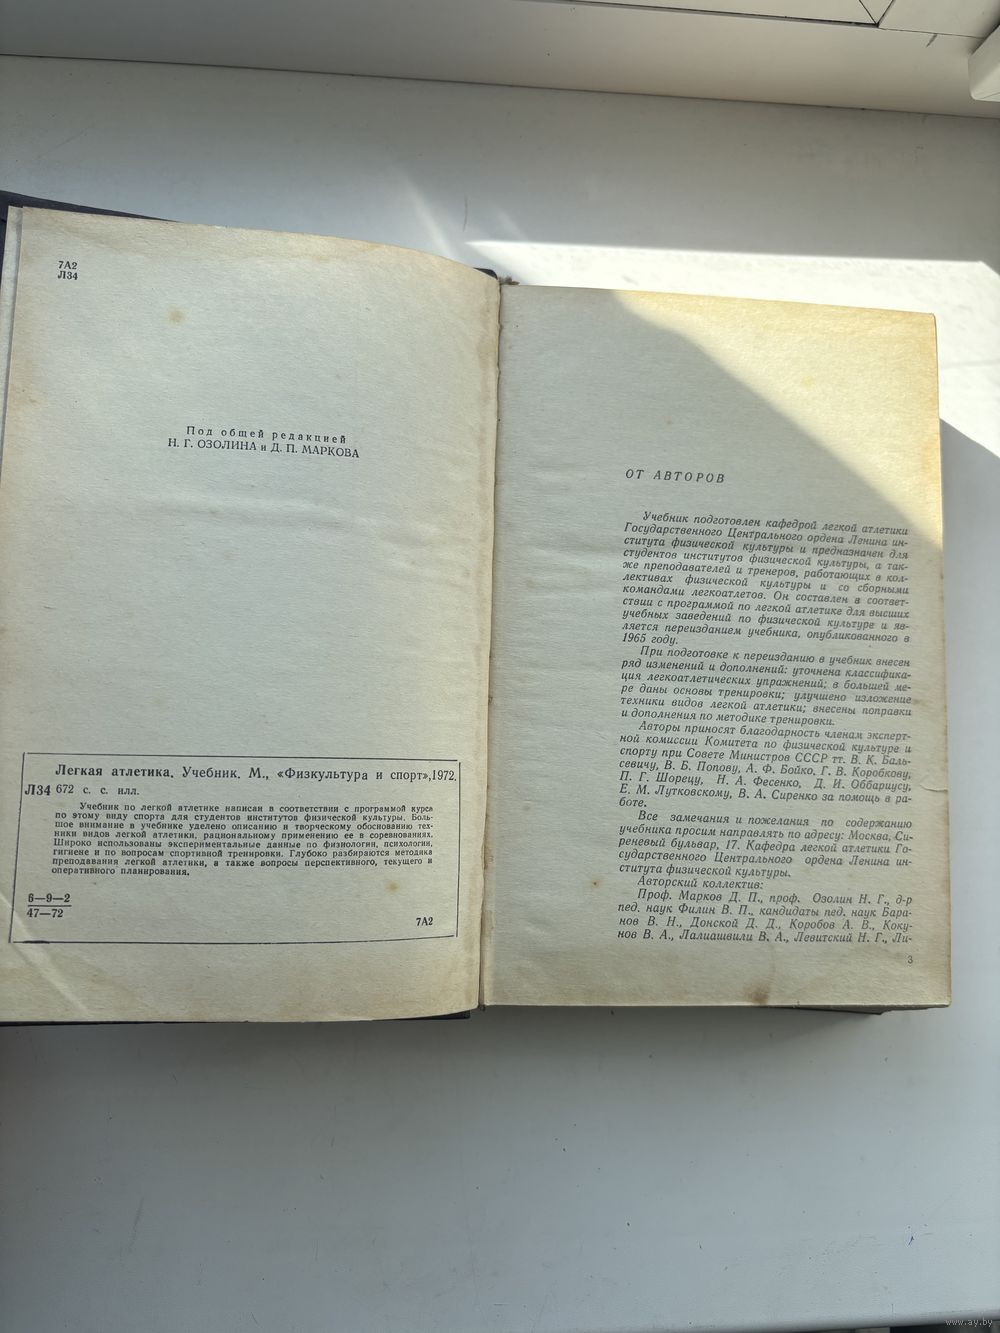 7А2
Л34
Под общей редакцией
Н. Г. ОЗОЛИНА и Д. П. МАРКОВА
Легкая атлетика. Учебник. М., «Физкультура и спорт», 1972.
Л34 672 с. с. илл.
Учебник по легкой атлетике написан в соответствии с программой курса
по этому виду спорта для студентов институтов физической культуры. Боль-
шое внимание в учебнике уделено описанию и творческому обоснованию тех-
ники видов легкой атлетики, рациональному применению ее в соревнованиях.
Широко использованы экспериментальные данные по физиологии, психологии,
гигиене и по вопросам спортивной тренировки. Глубоко разбираются методика
преподавания легкой атлетики, а также вопросы перспективного, текущего и
оперативного планирования.
6—9—2
47—72
7А2
ОТ АВТОРОВ
Учебник подготовлен кафедрой легкой атлетики
Государственного Центрального ордена Ленина ин-
ститута физической культуры и предназначен для
студентов институтов физической культуры, а так-
же преподавателей и тренеров, работающих в кол-
лективах физической культуры и со сборными
командами легкоатлетов. Он составлен в соответ-
ствии с программой по легкой атлетике для высших
учебных заведений по физической культуре и яв-
ляется переизданием учебника, опубликованного в
1965 году.
При подготовке к переизданию в учебник внесен
ряд изменений и дополнений: уточнена классифика-
ция легкоатлетических упражнений; в большей ме-
ре даны основы тренировки; улучшено изложение
техники видов легкой атлетики; внесены поправки
и дополнения по методике тренировки.
Авторы приносят благодарность членам эксперт-
ной комиссии Комитета по физической культуре и
спорту при Совете Министров СССР тт. В. К. Баль-
севичу, В. Б. Попову, А. Ф. Бойко, Г. В. Коробкову,
П. Г. Шорецу, Н. А. Фесенко, Д. И. Оббариусу,
Е. М. Лутковскому, В. А. Сиренко за помощь в ра-
боте.
Все замечания и пожелания по содержанию
учебника просим направлять по адресу: Москва, Си-
реневый бульвар, 17. Кафедра легкой атлетики Го-
сударственного Центрального ордена Ленина ин-
ститута физической культуры.
Авторский коллектив:
Проф. Марков Д. П., проф. Озолин Н. Г., д-р
пед. наук Филин В. П., кандидаты пед. наук Бара-
нов В. Н., Донской Д. Д., Коробов А. В., Коку-
нов В. А., Лалиашвили В. А., Левитский Н. Г., Ли-
3
www.ay.by